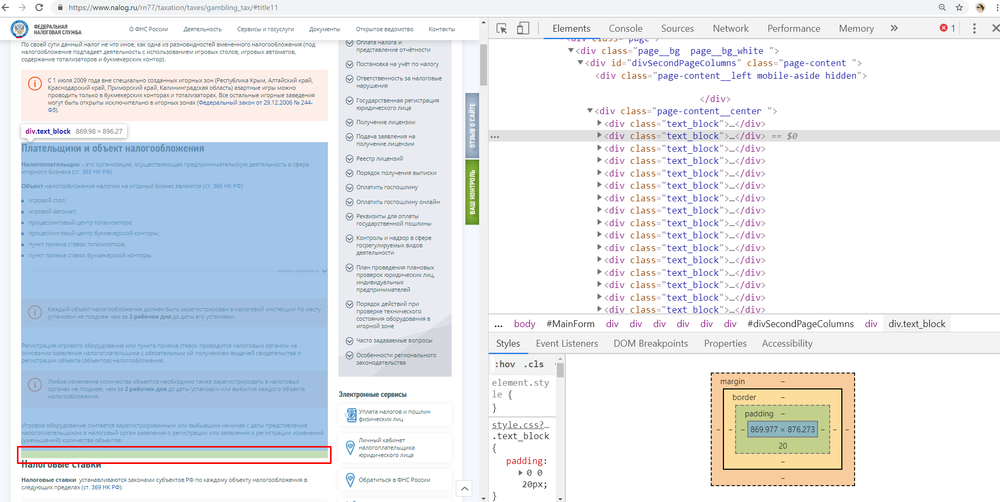 https://www.nalog.ru/rn77/taxation/taxes/gambling_tax/#title11
ФЕДЕРАЛЬНАЯ
НАЛОГОВАЯ СЛУЖБА
О ФНС России
Деятельность
Сервисы и госуслуги
Документы
Открытое ведомство
Контакты
По своей сути данный налог не что иное, как одна из разновидностей вмененного налогообложения (под
налогообложение подпадает деятельность с использованием игровых столов, игровых автоматов,
содержание тотализаторов и букмекерских контор).
С 1 июля 2009 года вне специально созданных игорных зон (Республика Крым, Алтайский край,
Краснодарский край, Приморский край, Калининградская область) азартные игры можно
проводить только в букмекерских конторах и тотализаторах. Все остальные игорные заведения
могут быть открыты исключительно в игорных зонах (Федеральный закон от 29.12.2006 № 244-
ФЗ).
div.text_block 869.98 × 896.27
Плательщики и объект налогообложения
Налогоплательщик – это организация, осуществляющая предпринимательскую деятельность в сфере
игорного бизнеса (ст. 365 НК РФ)
Объект налогообложения налогом на игорный бизнес являются (ст. 366 НК РФ):
игровой стол;
игровой автомат;
процессинговый центр тотализатора;
процессинговый центр букмекерской конторы;
пункт приема ставок тотализатора;
пункт приема ставок букмекерской конторы.
ПОКАЗАТЬ ПОДРОБНОСТИ
Каждый объект налогообложения должен быть зарегистрирован в налоговой инспекции по месту
установки не позднее чем за 2 рабочих дня до даты его установки.
Регистрация игрового оборудования или пункта приема ставок проводится налоговым органом на
основании заявления налогоплательщика с обязательным ой получением выдачей свидетельства о
регистрации объекта (объектов) налогообложения.
Любое изменение количества объектов необходимо также зарегистрировать в налоговых
органах не позднее, чем за 2 рабочих дня до даты установки или выбытия каждого объекта
налогообложения.
Игровое оборудование считается зарегистрированным или выбывшим начиная с даты представления
налогоплательщиком в налоговый орган заявления о регистрации или заявления о регистрации изменений
(уменьшений) количества объектов.
Налоговые ставки
Налоговые ставки устанавливаются законами субъектов РФ по каждому объекту налогообложения в
следующих пределах (ст. 369 НК РФ):
Оплата налога и
представление отчётности
Постановка на учёт по налогу
Ответственность за налоговые
нарушения
Государственная регистрация
юридического лица
Получение лицензии
Подача заявления на
получение лицензии
Реестр лицензий
Порядок получения выписки
Оплатить госпошлину
Оплатить госпошлину онлайн
Реквизиты для оплаты
государственной пошлины
Контроль и надзор в сфере
госрегулируемых видов
деятельности
План проведения плановых
проверок юридических лиц,
индивидуальных
предпринимателей
Порядок действий при
проверке технического
состояния оборудования в
игорной зоне
Часто задаваемые вопросы
Особенности регионального
законодательства
Электронные сервисы
Уплата налогов и пошлин
физических лиц
Личный кабинет
налогоплательщика
юридического лица
Обратиться в ФНС России
ОТЗЫВ О САЙТЕ
ВАШ КОНТРОЛЬ
Elements
Console
Sources
Network
Performance
Memory
»
1
<div class="page">
<div class="page__bg  page__bg_white ">
<div id="divSecondPageColumns" class="page-content ">
<div class="page-content__left mobile-aside hidden">
</div>
<div class="page-content__center ">
<div class="text_block">…</div>
<div class="text_block">…</div> == $0
<div class="text_block">…</div>
<div class="text_block">…</div>
<div class="text_block">…</div>
<div class="text_block">…</div>
<div class="text_block">…</div>
<div class="text_block">…</div>
<div class="text_block">…</div>
<div class="text_block">…</div>
<div class="text_block">…</div>
<div class="text_block">…</div>
<div class="text_block">…</div>
<div class="text_block">…</div>
<div class="text_block">…</div>
<div class="text_block">…</div>
... body #MainForm div div div div div div #divSecondPageColumns div div.text_block
Styles
Event Listeners
DOM Breakpoints
Properties
Accessibility
:hov .cls
element.sty
le {
}
style.css?…
.text_block
{
padding:
0 0
20px;
}
margin –
border –
padding –
– – – 869.977 × 876.273 – – –
20
–
–